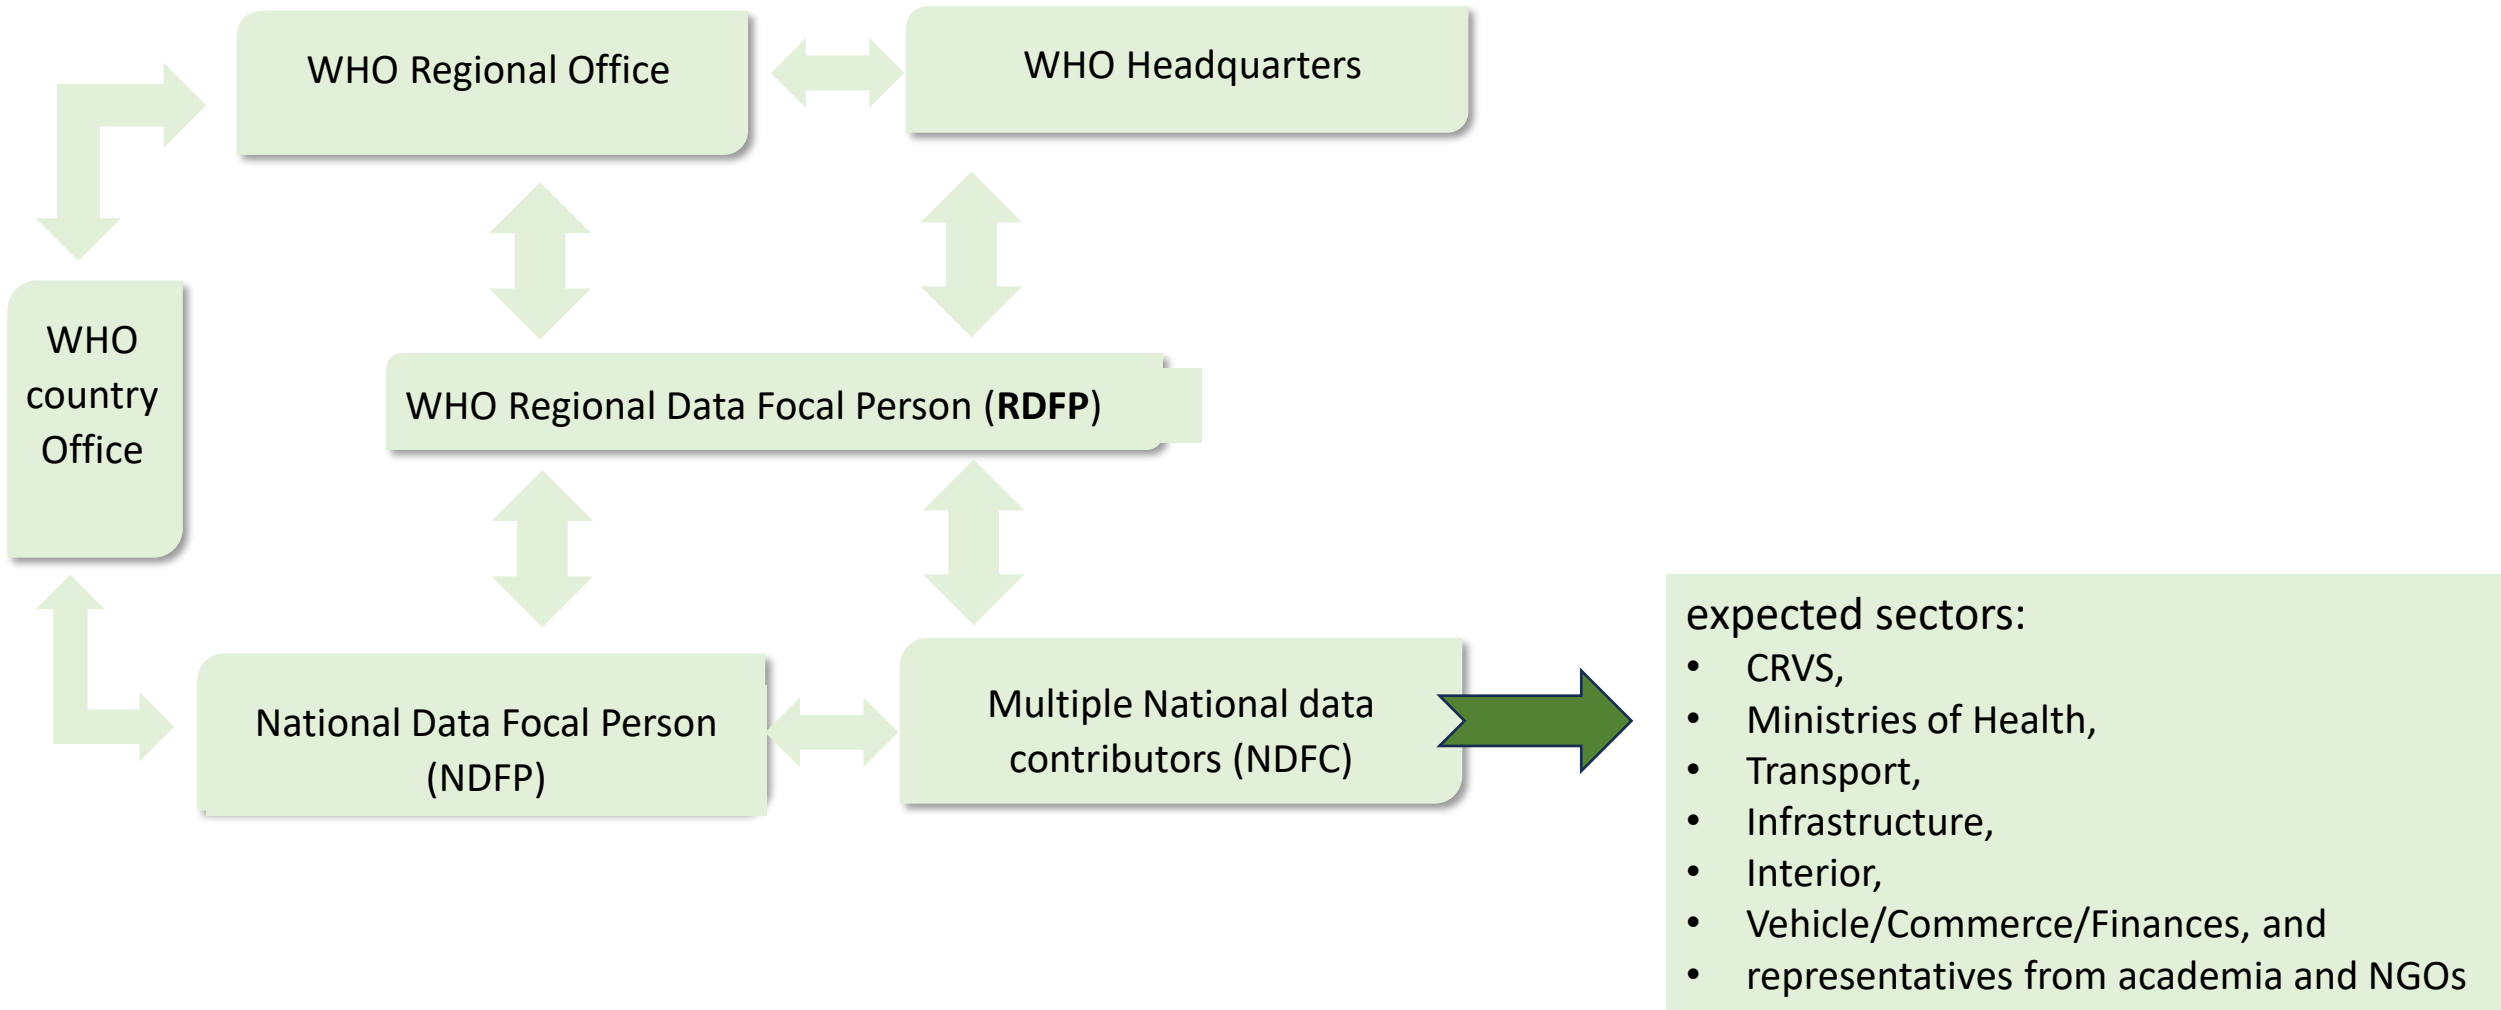 WHO Regional Office
WHO Headquarters
WHO
country
Office
WHO Regional Data Focal Person (RDFP)
National Data Focal Person
(NDFP)
Multiple National data
contributors (NDFC)
expected sectors:
• CRVS,
• Ministries of Health,
• Transport,
• Infrastructure,
• Interior,
• Vehicle/Commerce/Finances, and
• representatives from academia and NGOs